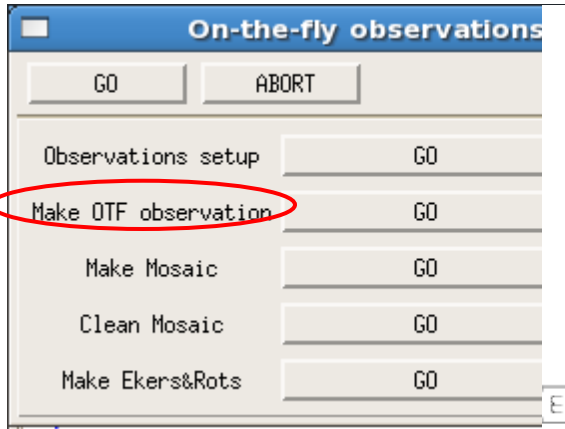 On-the-fly observations
GO ABORT
Observations setup GO
Make OTF observation GO
Make Mosaic GO
Clean Mosaic GO
Make Ekers&Rots GO
E